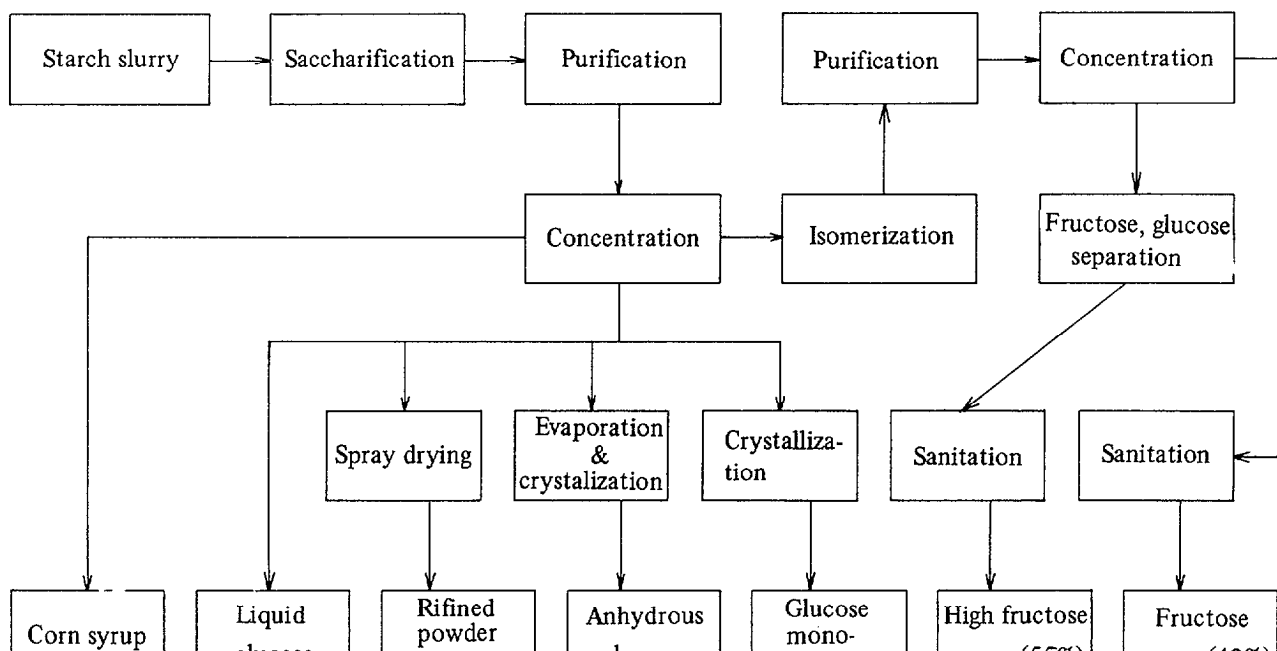 Starch slurry
Saccharification
Purification
Purification
Concentration
Concentration
Isomerization
Fructose, glucose
separation
Spray drying
Evaporation
&
crystalization
Crystalliza-
tion
Sanitation
Sanitation
Corn syrup
Liquid
Rifined
powder
Anhydrous
Glucose
mono-
High fructose
Fructose